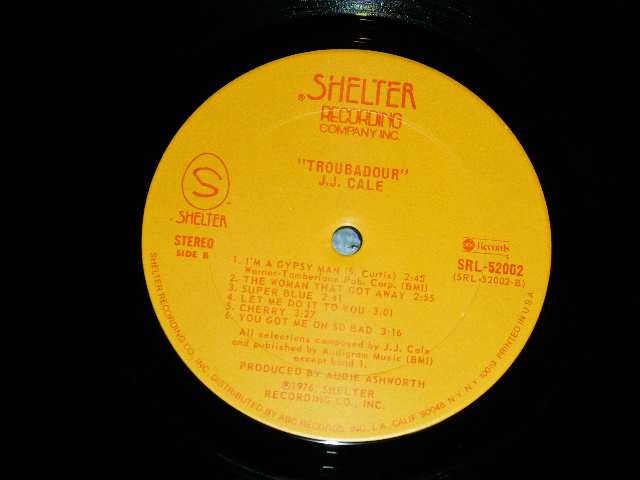 ® SHELTER
RECORDING
COMPANY INC.
"TROUBADOUR"
J.J. CALE
S
SHELTER
STEREO
SIDE B
abc Records
SRL-52002
(SRL-52002-B)
1. I'M A GYPSY MAN (S. Curtis) 2:45
Warner-Tamberlane Pub. Corp. (BMI)
2. THE WOMAN THAT GOT AWAY 2:55
3. SUPER BLUE 2:41
4. LET ME DO IT TO YOU 3:01
5. CHERRY 3:27
6. YOU GOT ME ON SO BAD 3:16
All selections composed by J.J. Cale
and published by Audigram Music (BMI)
except band 1.
PRODUCED BY AUDIE ASHWORTH
℗1976, SHELTER
RECORDING CO., INC.
SHELTER RECORDING CO., INC., DISTRIBUTED BY ABC RECORDS, INC. L.A. CALIF. 90048, N.Y., N.Y. 10019 PRINTED IN U.S.A.